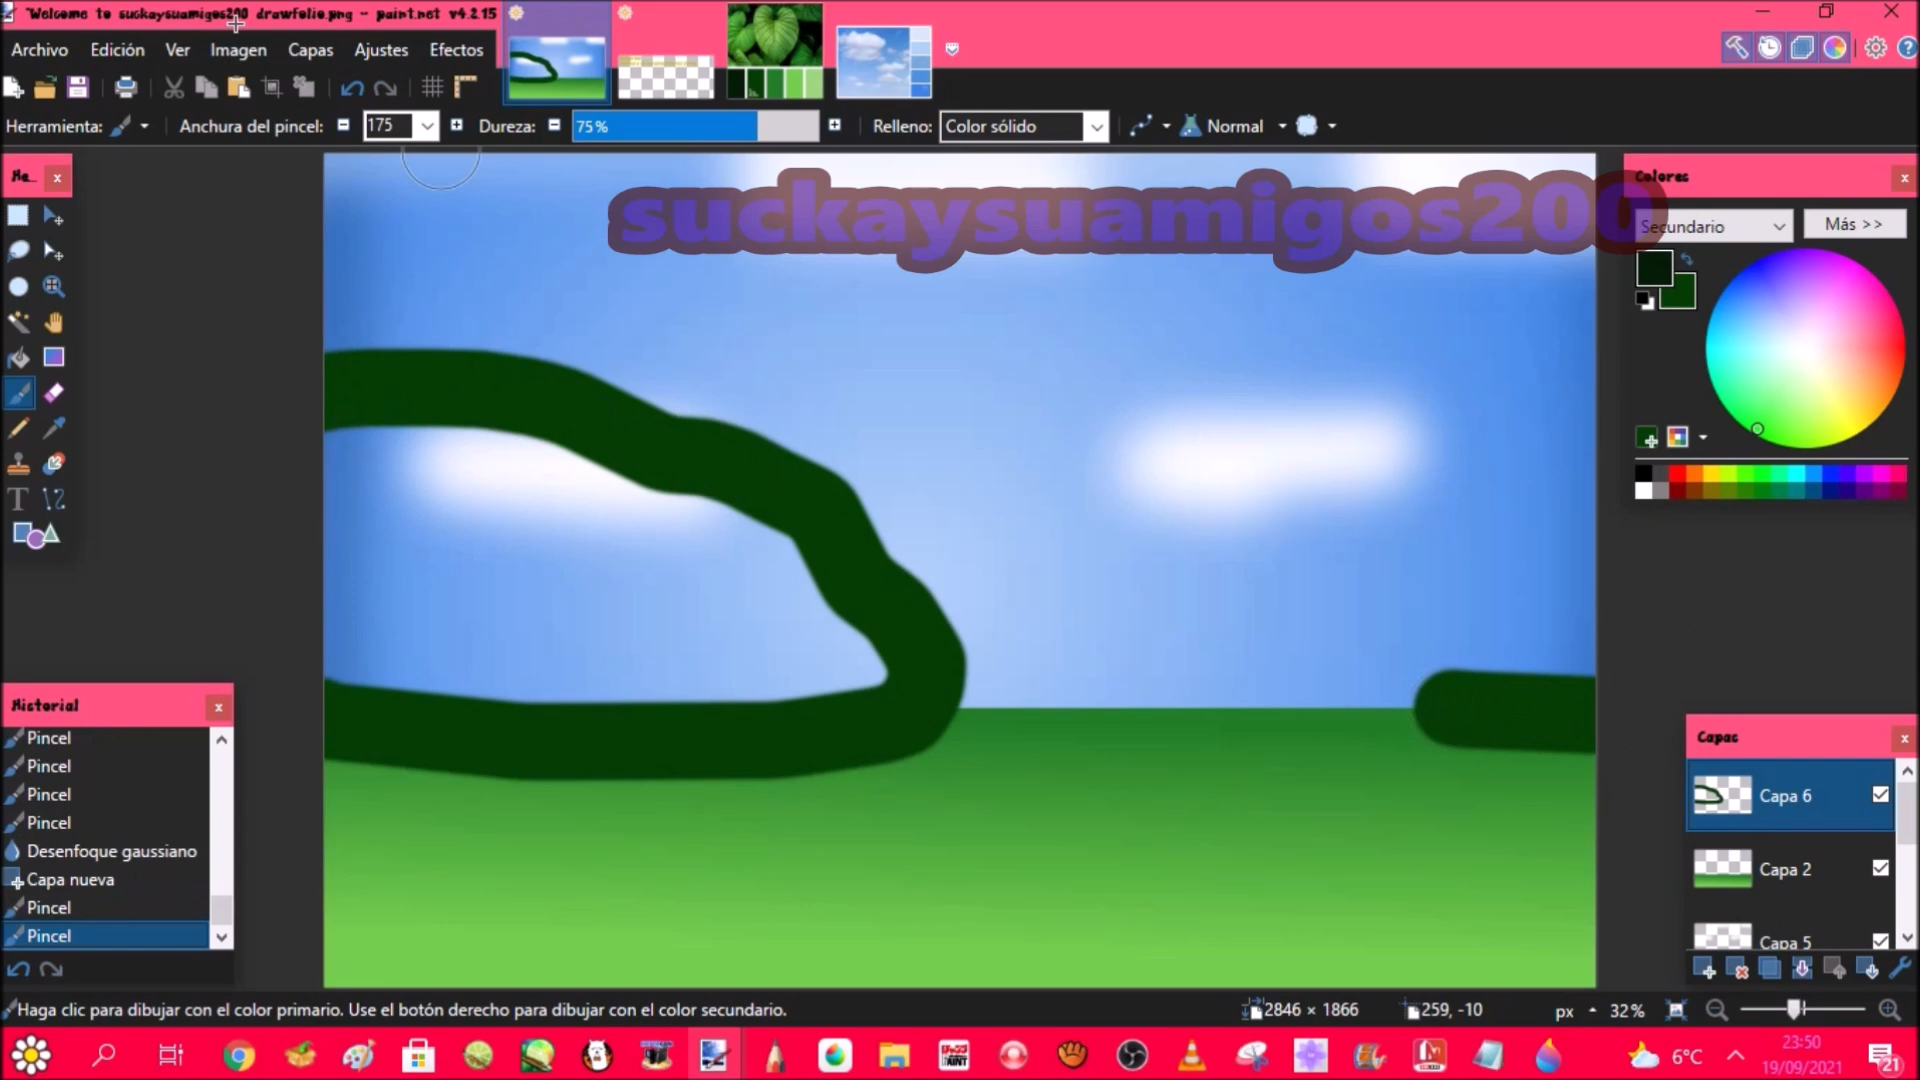 *Welcome to suckaysuamigos200 drawfolio.png - paint.net v4.2.15
Archivo Edición Ver Imagen Capas Ajustes Efectos
Herramienta: Anchura del pincel: 175 Dureza: 75% Relleno: Color sólido Normal
suckaysuamigos200
He...
Colores
Secundario Más >>
Historial
Pincel
Pincel
Pincel
Pincel
Desenfoque gaussiano
Capa nueva
Pincel
Pincel
Capas
Capa 6
Capa 2
Capa 5
Haga clic para dibujar con el color primario. Use el botón derecho para dibujar con el color secundario.
2846 × 1866 259, -10 px 32%
6°C 23:50
19/09/2021 21